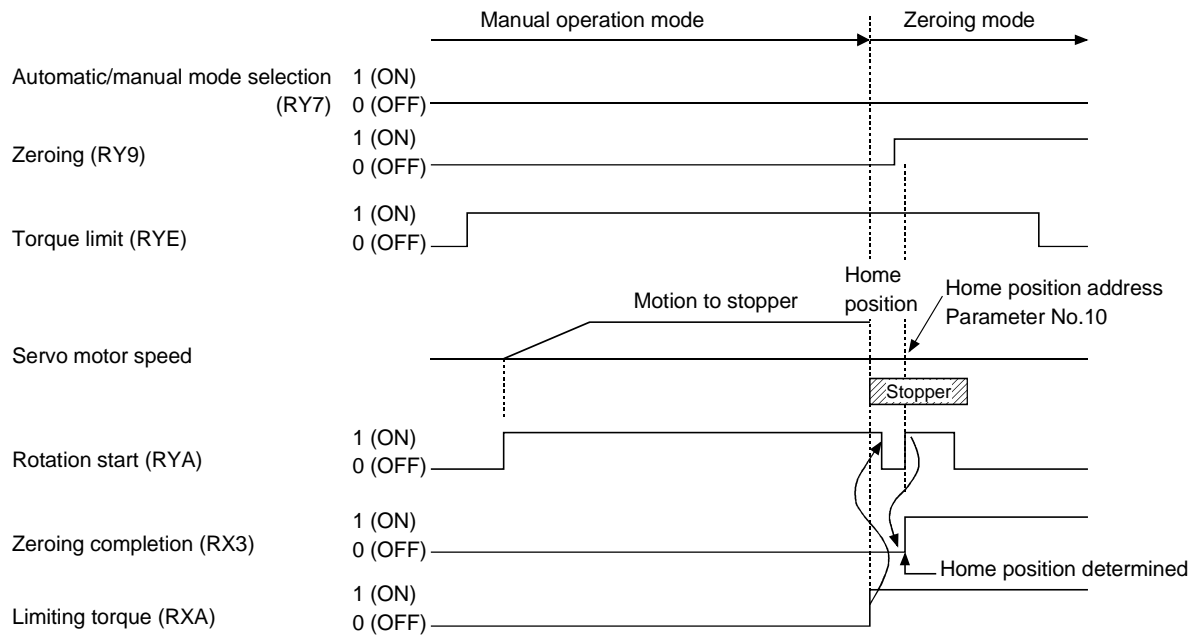 Manual operation mode
Zeroing mode
Automatic/manual mode selection
(RY7)
1 (ON)
0 (OFF)
Zeroing (RY9)
1 (ON)
0 (OFF)
Torque limit (RYE)
1 (ON)
0 (OFF)
Home
position
Home position address
Parameter No.10
Motion to stopper
Servo motor speed
Stopper
Rotation start (RYA)
1 (ON)
0 (OFF)
Zeroing completion (RX3)
1 (ON)
0 (OFF)
Home position determined
Limiting torque (RXA)
1 (ON)
0 (OFF)